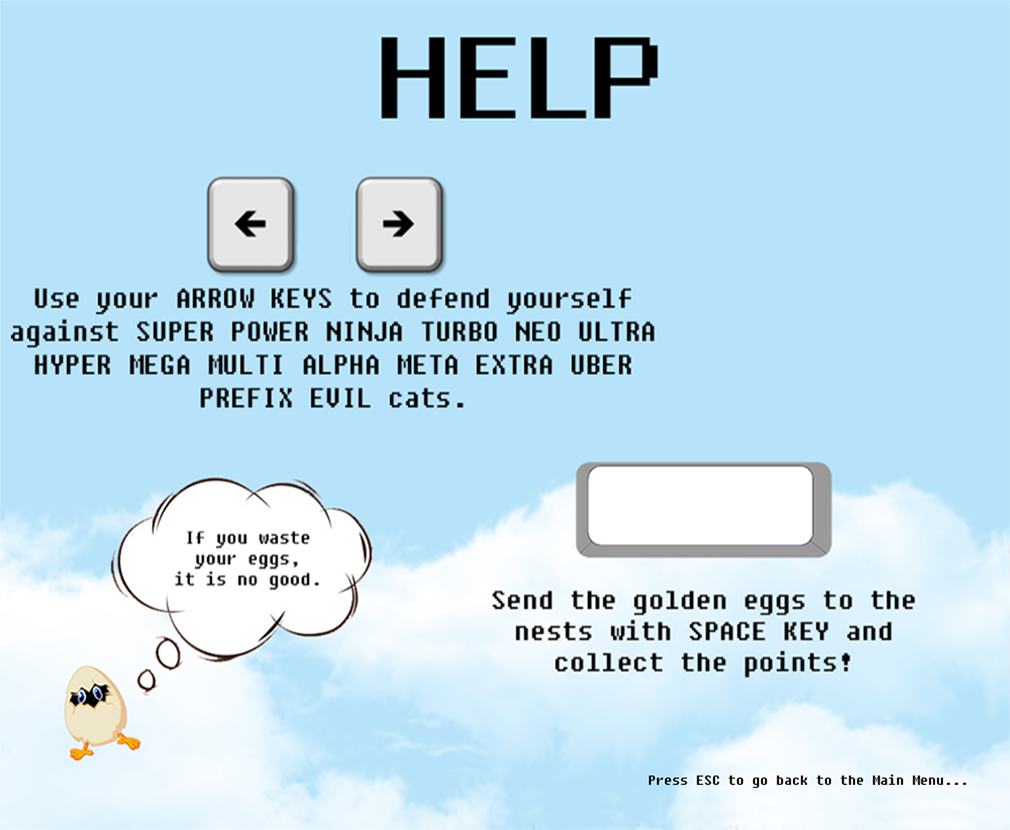 HELP
Use your ARROW KEYS to defend yourself
against SUPER POWER NINJA TURBO NEO ULTRA
HYPER MEGA MULTI ALPHA META EXTRA UBER
PREFIX EVIL cats.
If you waste
your eggs,
it is no good.
Send the golden eggs to the
nests with SPACE KEY and
collect the points!
Press ESC to go back to the Main Menu...